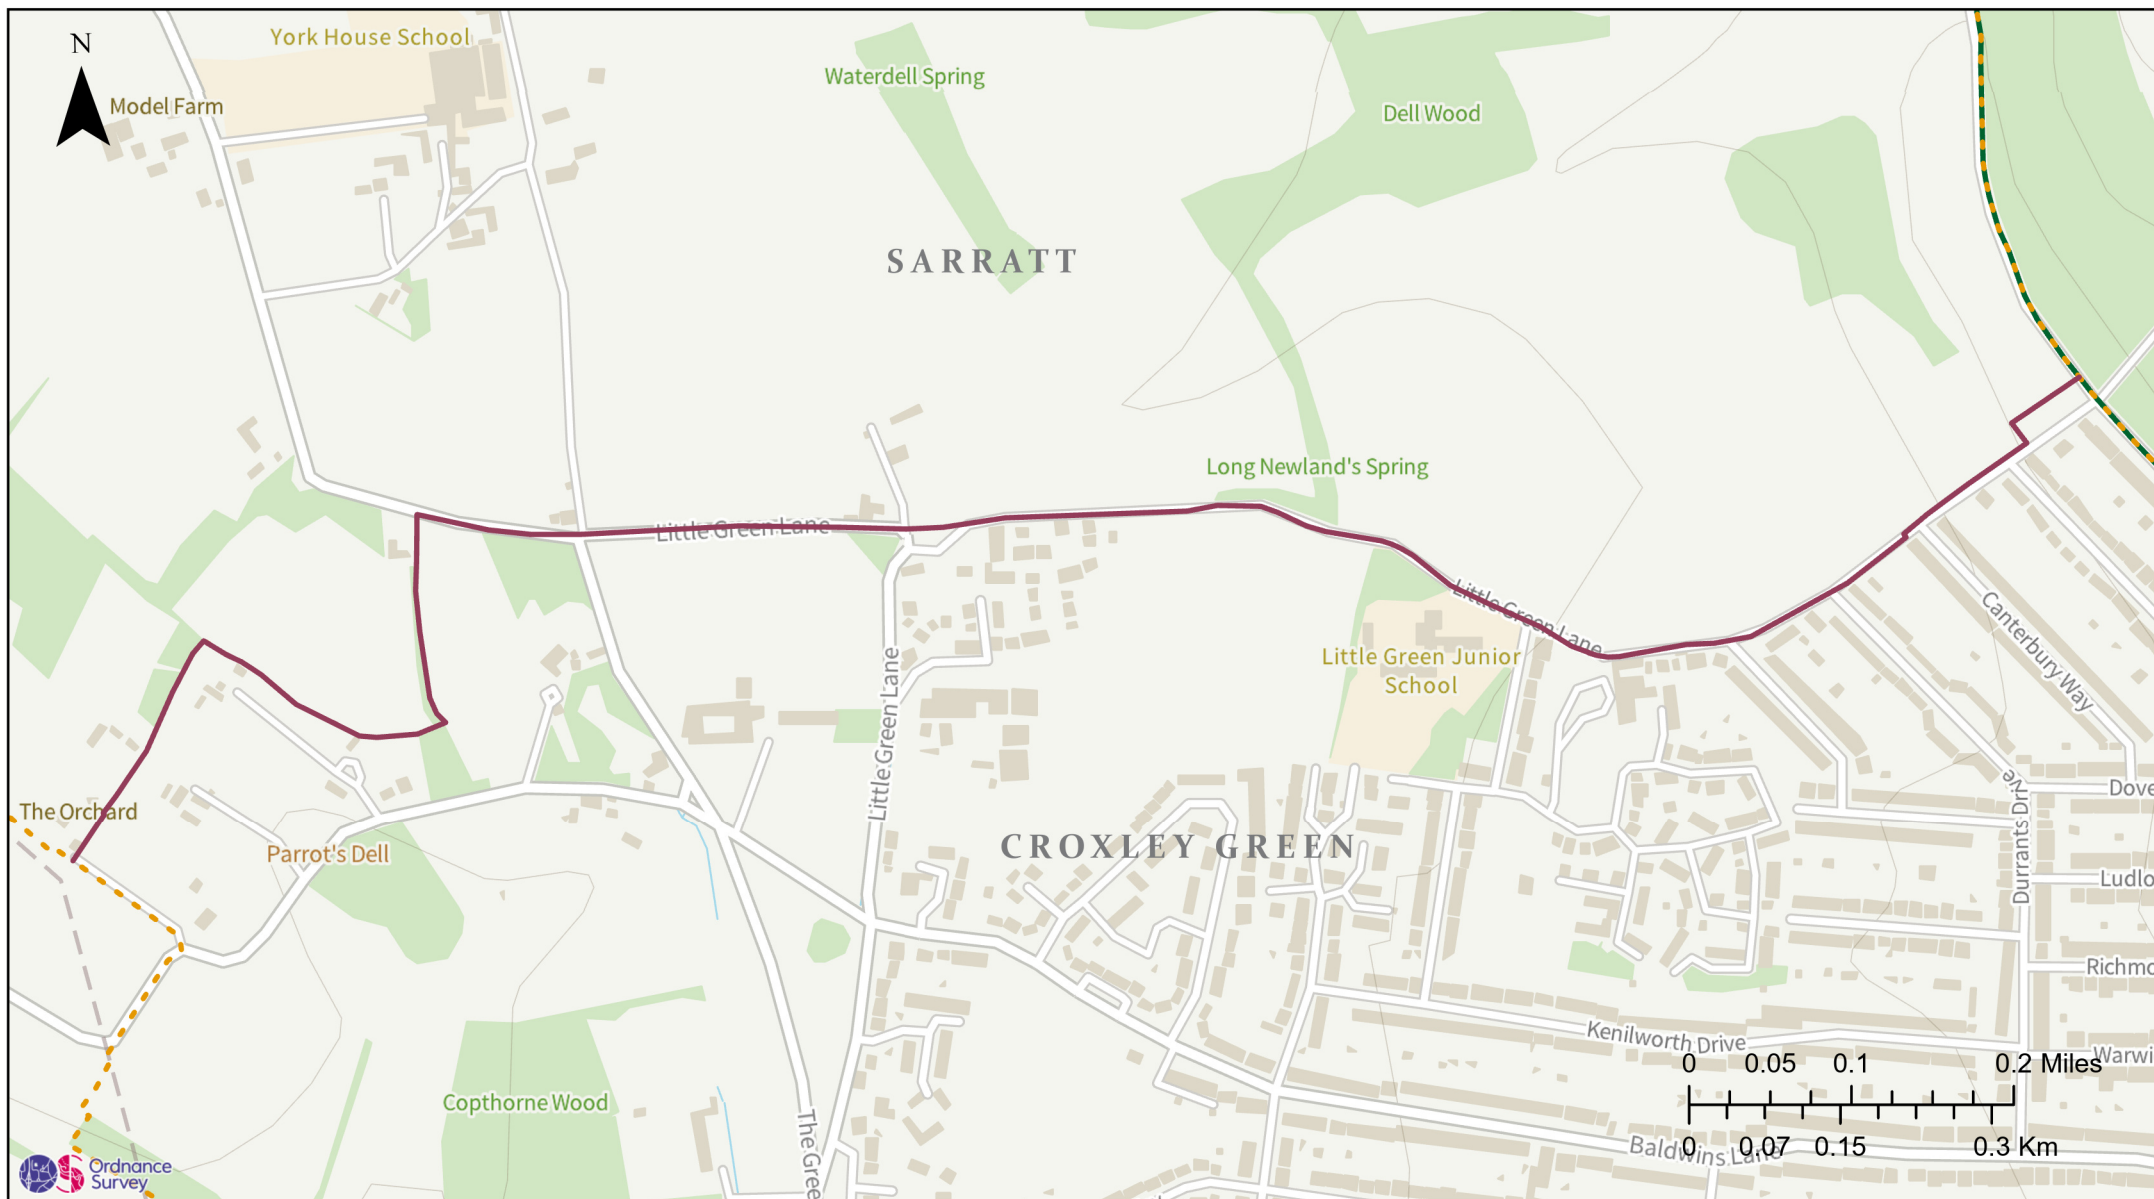 York House School
N
Waterdell Spring
Model Farm
Dell Wood
SARRATT
Long Newland's Spring
Little Green Lane
Little Green Lane
Canterbury Way
Little Green Junior
School
Little Green Lane
Durrants Drive
Dove
The Orchard
CROXLEY GREEN
Parrot's Dell
Ludlo
Richmo
Kenilworth Drive
Warwi
0 0.05 0.1 0.2 Miles
Copthorne Wood
The Gree
0 0.07 0.15 0.3 Km
Baldwins Lane
Ordnance
Survey